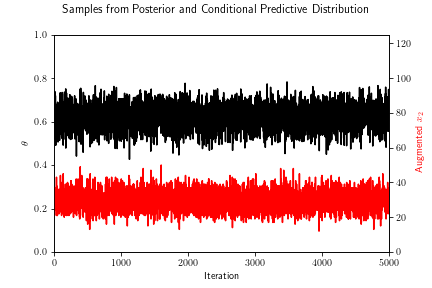 Samples from Posterior and Conditional Predictive Distribution
1.0
0.8
0.6
0.4
0.2
0.0
θ
120
100
80
60
40
20
0
Augmented x₂
0 1000 2000 3000 4000 5000
Iteration